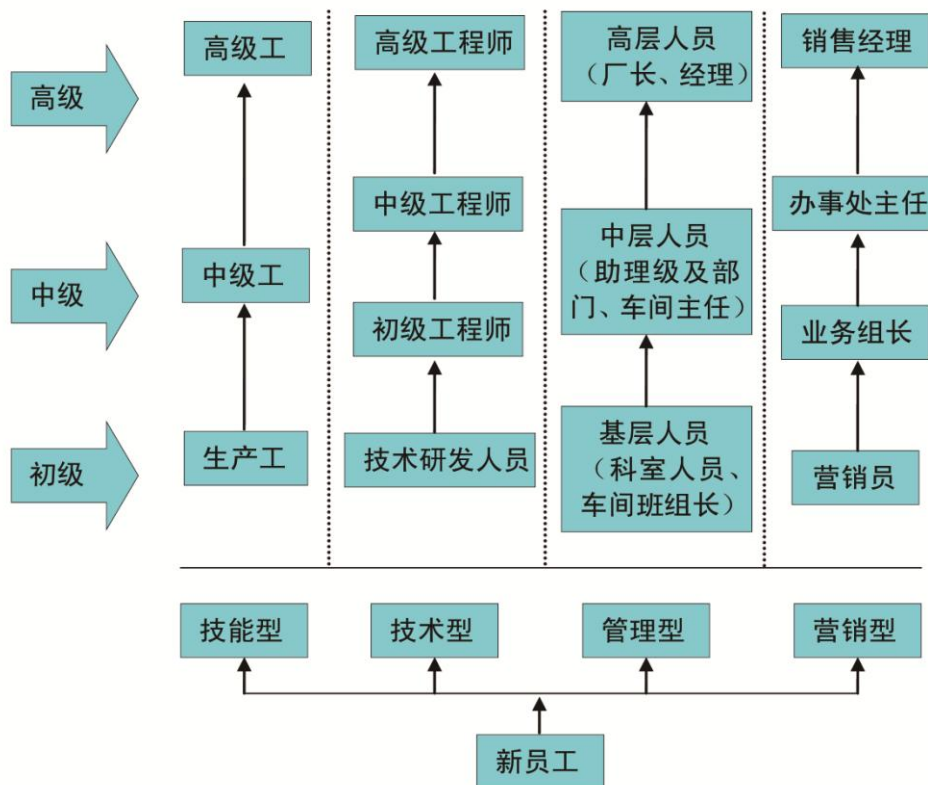 高级工
高级工程师
高层人员
（厂长、经理）
销售经理
高级
中级工程师
办事处主任
中层人员
（助理级及部
门、车间主任）
中级
中级工
初级工程师
业务组长
基层人员
（科室人员、
车间班组长）
初级
生产工
技术研发人员
营销员
技能型
技术型
管理型
营销型
新员工